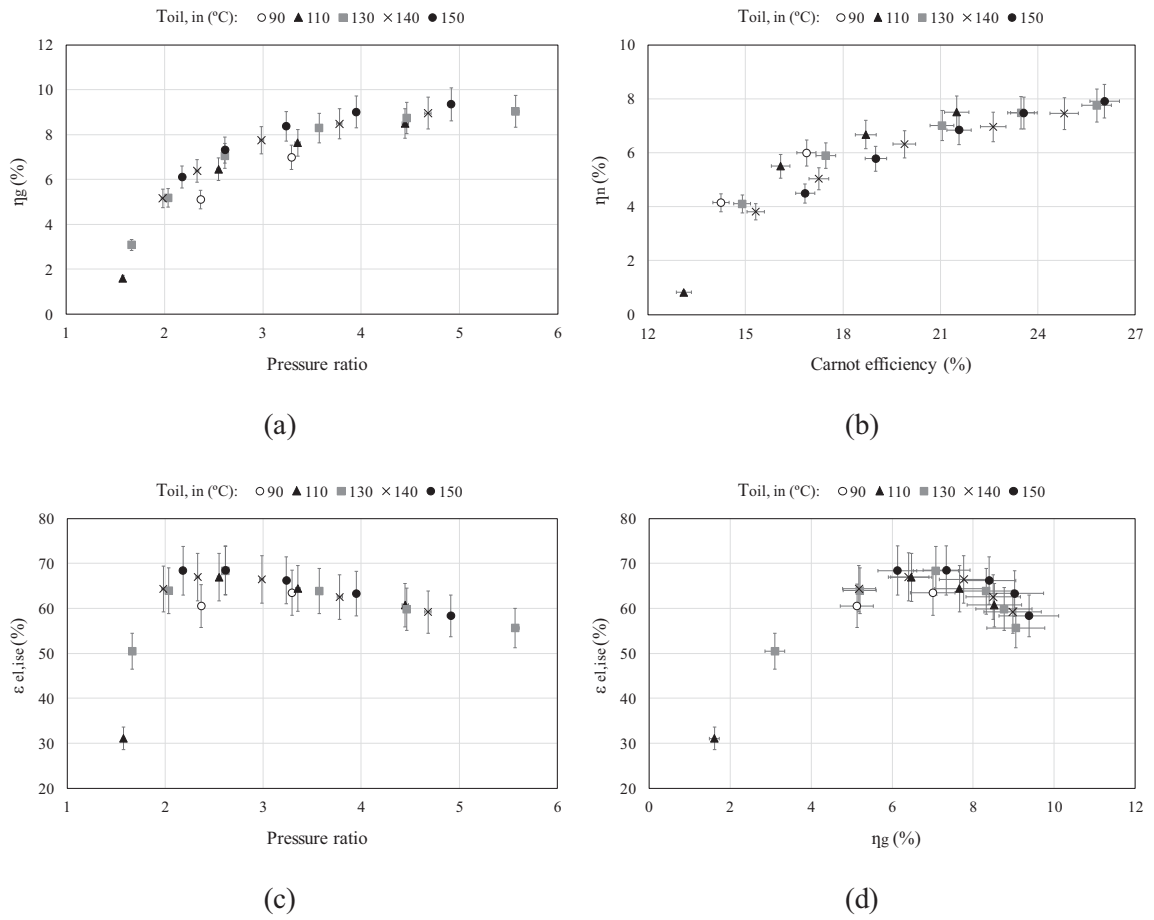 Toil, in (ºC): 90 110 130 140 150
12
10
8
6
4
2
0
ηg (%)
1 2 3 4 5 6
Pressure ratio
(a)
Toil, in (ºC): 90 110 130 140 150
10
8
6
4
2
0
ηn (%)
12 15 18 21 24 27
Carnot efficiency (%)
(b)
Toil, in (ºC): 90 110 130 140 150
80
70
60
50
40
30
20
ε el,ise (%)
1 2 3 4 5 6
Pressure ratio
(c)
Toil, in (ºC): 90 110 130 140 150
80
70
60
50
40
30
20
ε el,ise (%)
0 2 4 6 8 10 12
ηg (%)
(d)